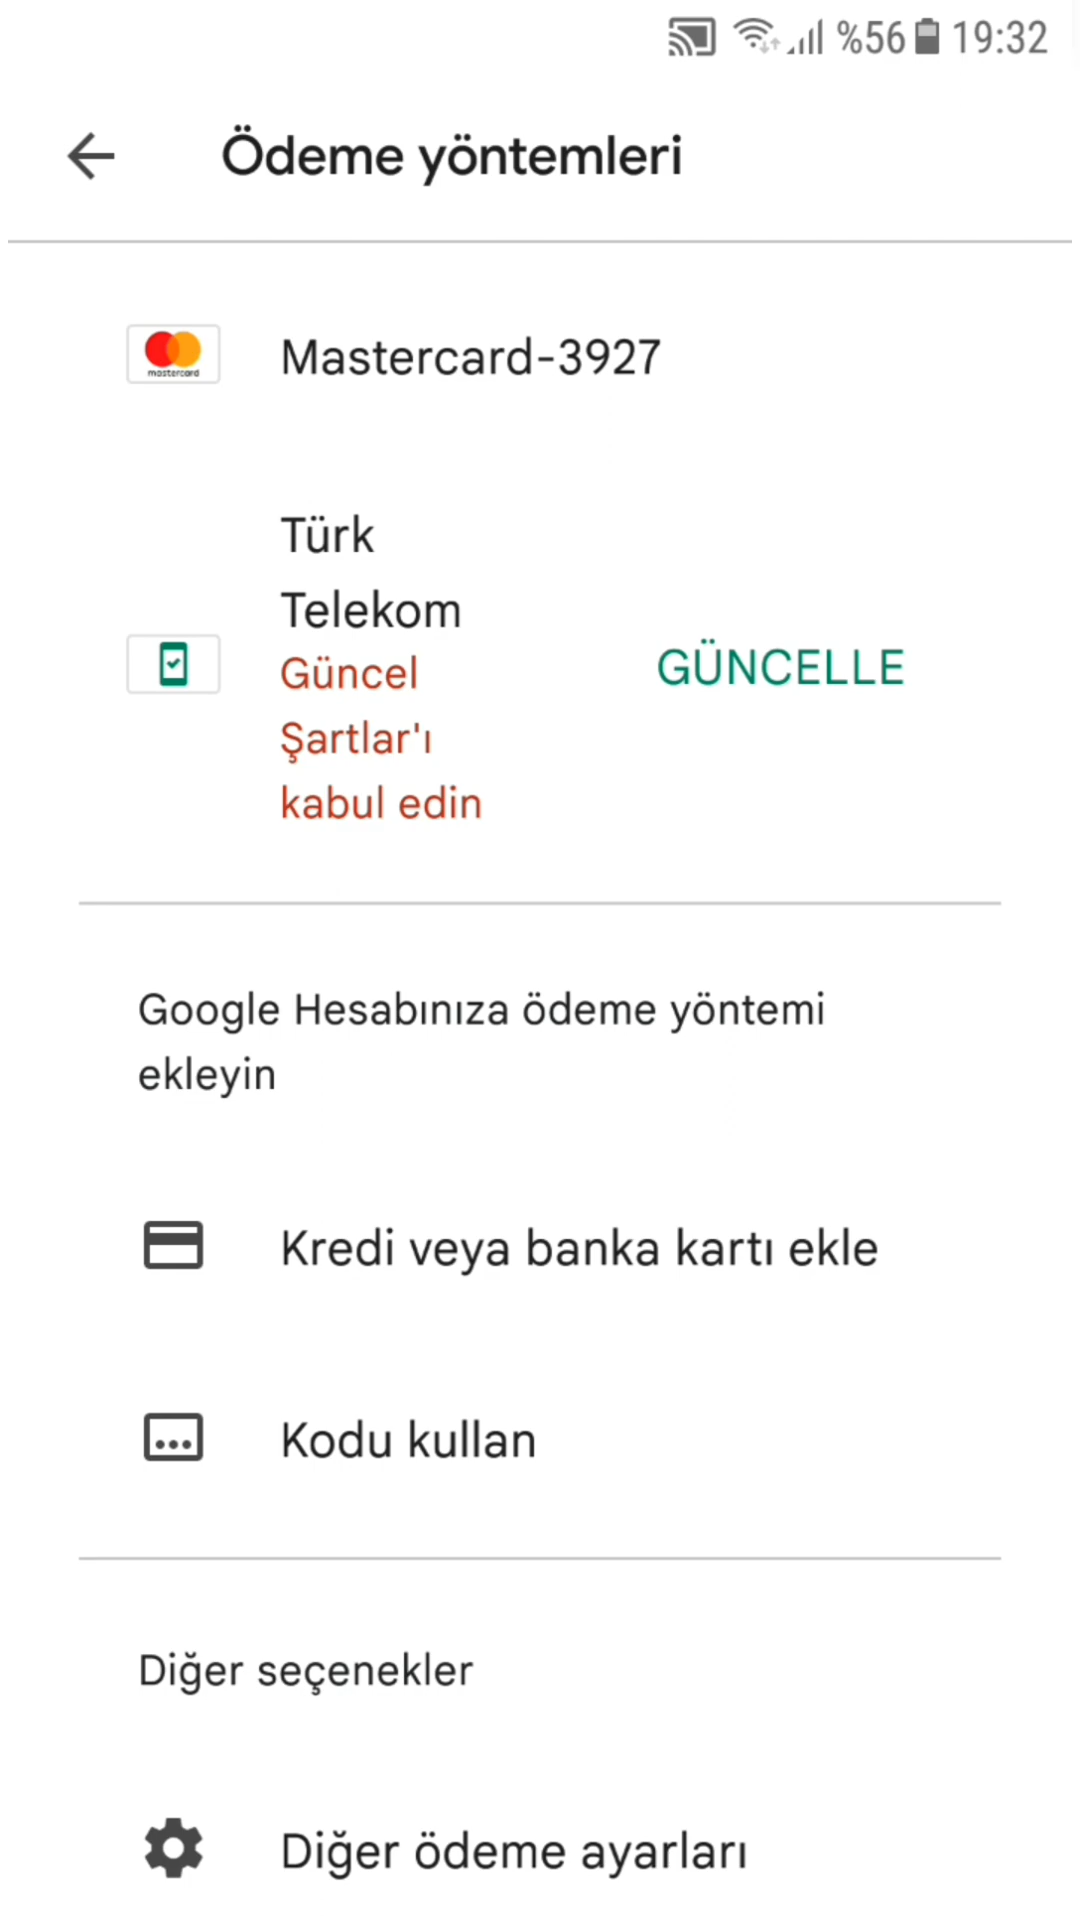 %56 19:32
Ödeme yöntemleri
mastercard
Mastercard-3927
Türk
Telekom
Güncel
Şartlar'ı
kabul edin
GÜNCELLE
Google Hesabınıza ödeme yöntemi
ekleyin
Kredi veya banka kartı ekle
Kodu kullan
Diğer seçenekler
Diğer ödeme ayarları